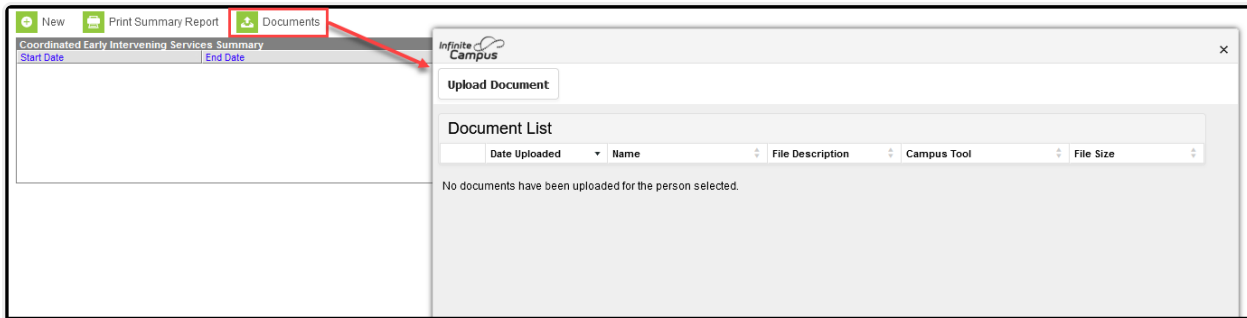 New Print Summary Report Documents
Coordinated Early Intervening Services Summary
Start Date End Date
Infinite Campus
×
Upload Document
Document List
Date Uploaded Name File Description Campus Tool File Size
No documents have been uploaded for the person selected.